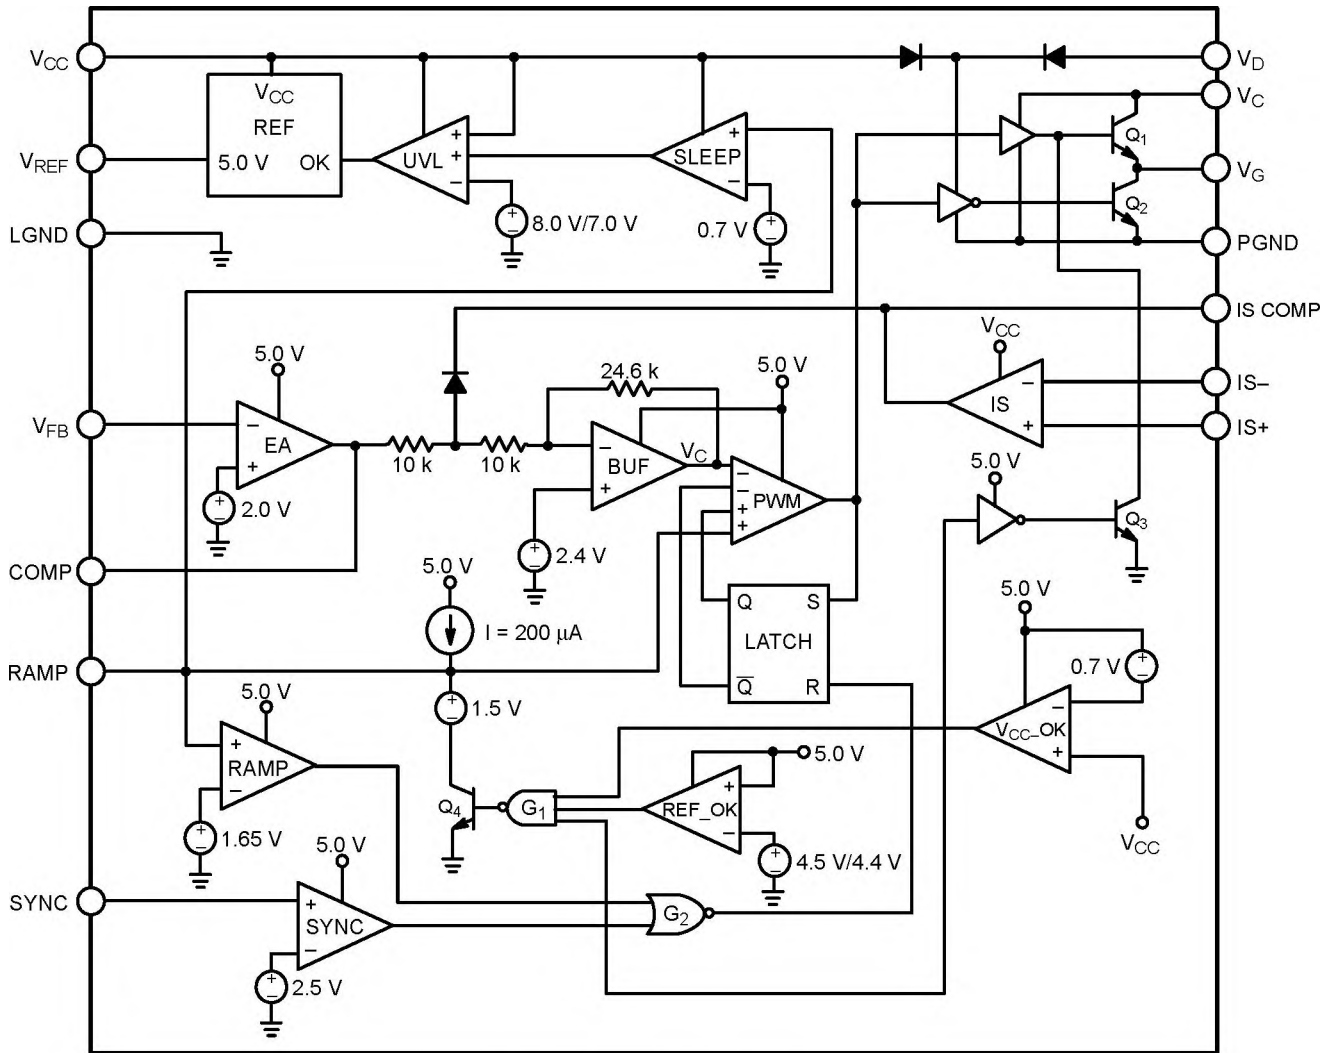 VCC
VREF
LGND
VFB
COMP
RAMP
SYNC
VD
VC
VG
PGND
IS COMP
IS−
IS+
VCC
REF
5.0 V
OK
UVL
+
+
−
+
−
8.0 V/7.0 V
SLEEP
+
−
+
−
0.7 V
Q1
Q2
5.0 V
EA
−
+
+
−
2.0 V
10 k
10 k
24.6 k
BUF
−
+
+
−
2.4 V
VC
5.0 V
PWM
−
−
+
+
VCC
IS
−
+
5.0 V
Q3
5.0 V
I = 200 µA
+
−
1.5 V
Q
S
LATCH
Q̅
R
5.0 V
0.7 V
+
−
VCC_OK
−
+
VCC
5.0 V
RAMP
+
−
+
−
1.65 V
Q4
G1
REF_OK
+
−
5.0 V
+
−
4.5 V/4.4 V
5.0 V
SYNC
+
−
+
−
2.5 V
G2